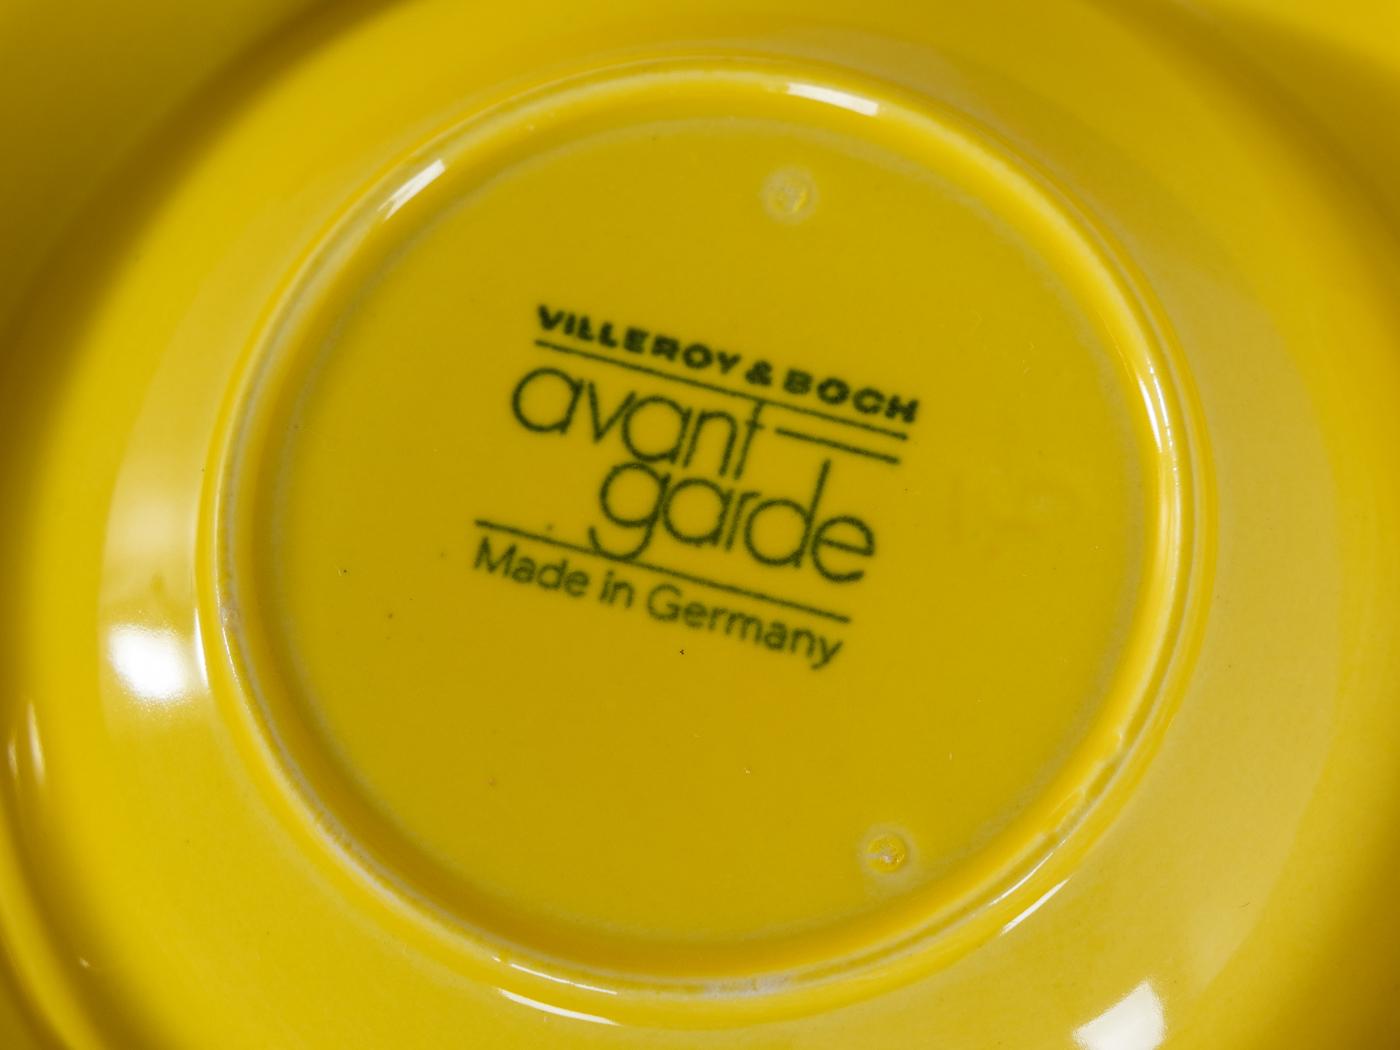 VILLEROY & BOCH
avant
garde
Made in Germany